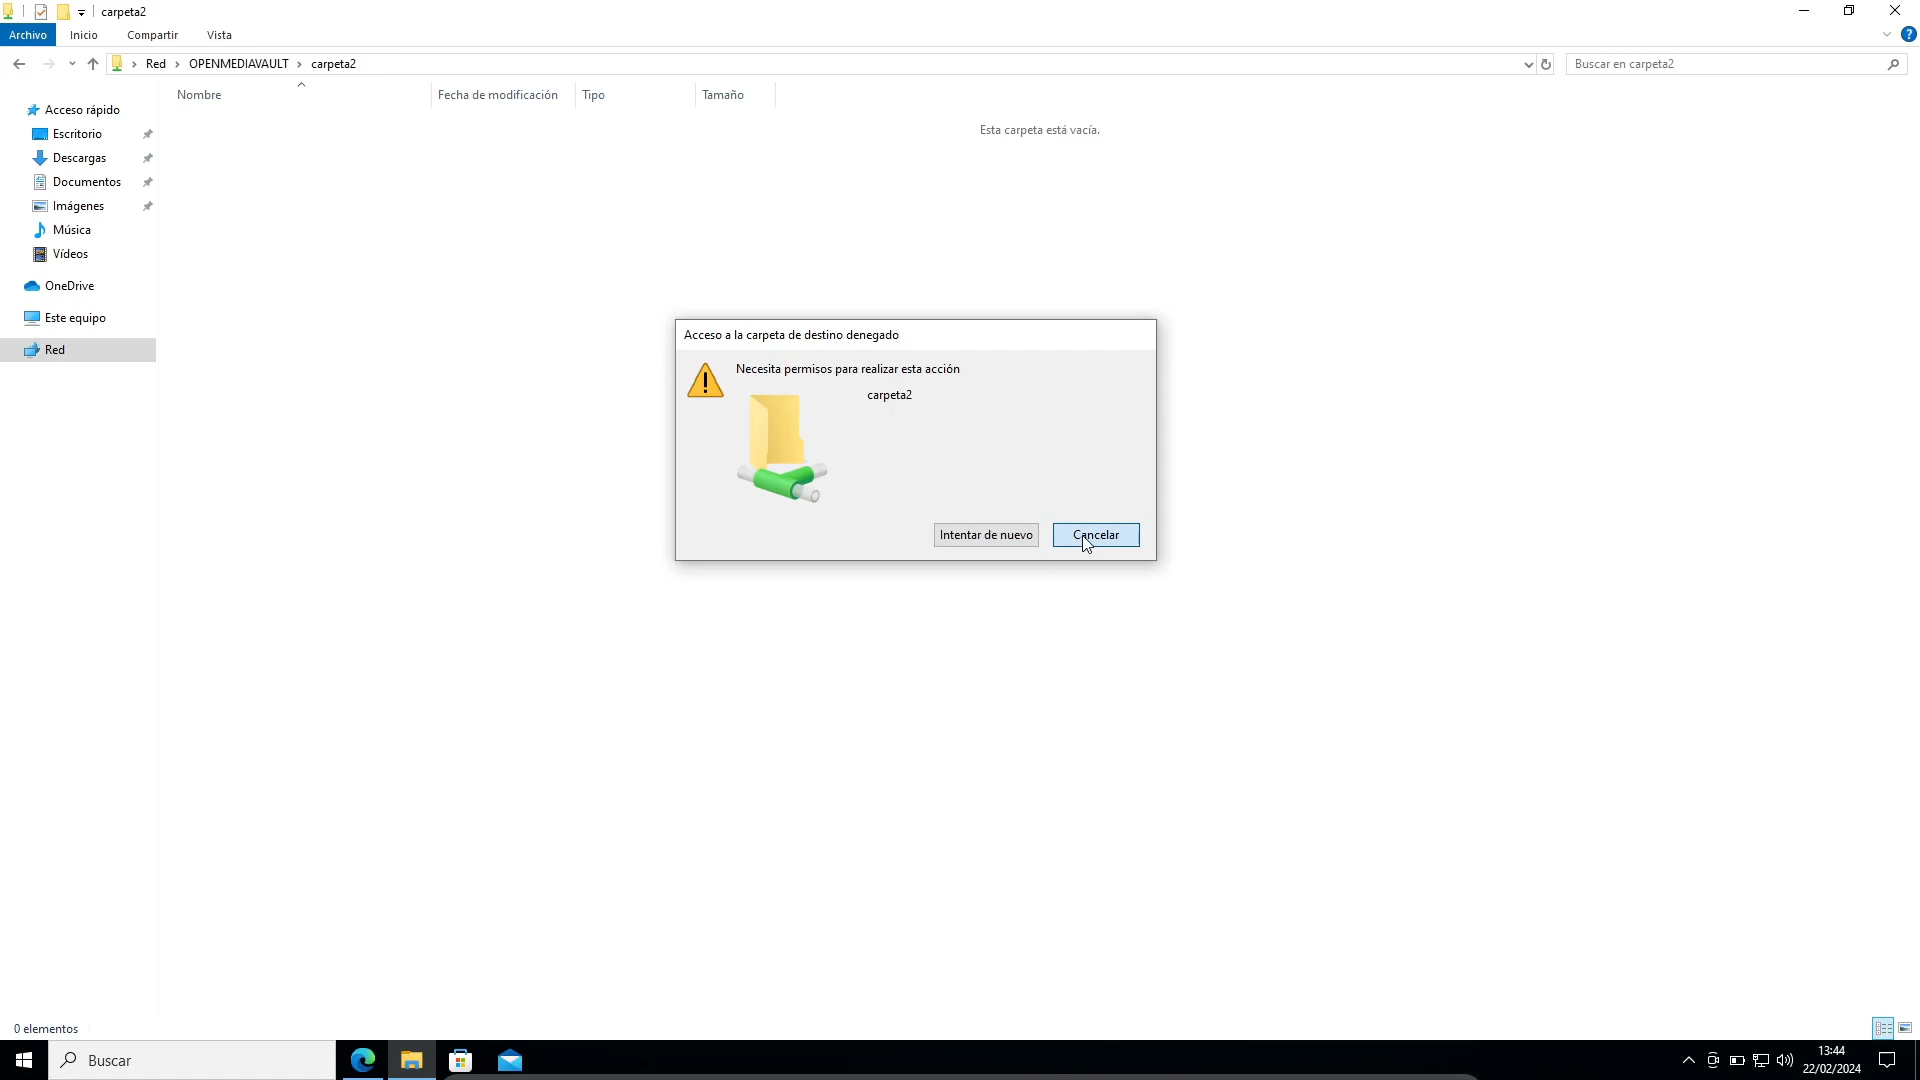 carpeta2
Archivo Inicio Compartir Vista
Red OPENMEDIAVAULT carpeta2
Buscar en carpeta2
Nombre Fecha de modificación Tipo Tamaño
Esta carpeta está vacía.
Acceso rápido
Escritorio
Descargas
Documentos
Imágenes
Música
Vídeos
OneDrive
Este equipo
Red
Acceso a la carpeta de destino denegado
Necesita permisos para realizar esta acción
carpeta2
Intentar de nuevo Cancelar
0 elementos
Buscar
13:44
22/02/2024